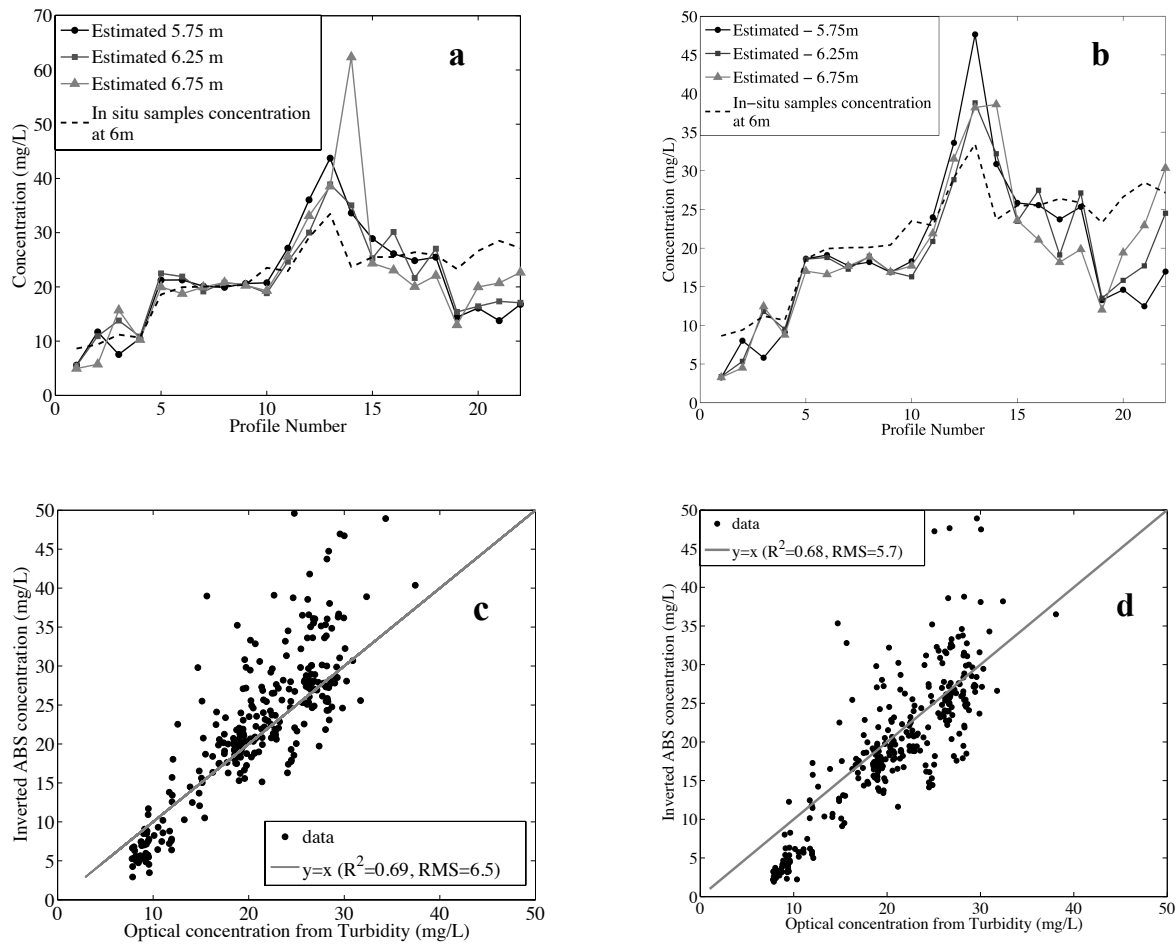 a
Estimated 5.75 m
Estimated 6.25 m
Estimated 6.75 m
In situ samples concentration
at 6m
Concentration (mg/L)
70
60
50
40
30
20
10
0
0 5 10 15 20
Profile Number
b
Estimated − 5.75m
Estimated − 6.25m
Estimated − 6.75m
In−situ samples concentration
at 6m
Concentration (mg/L)
50
45
40
35
30
25
20
15
10
5
0
0 5 10 15 20
Profile Number
c
Inverted ABS concentration (mg/L)
50
45
40
35
30
25
20
15
10
5
0
data
y=x (R²=0.69, RMS=6.5)
0 10 20 30 40 50
Optical concentration from Turbidity (mg/L)
d
data
y=x (R²=0.68, RMS=5.7)
Inverted ABS concentration (mg/L)
50
45
40
35
30
25
20
15
10
5
0
0 10 20 30 40 50
Optical concentration from Turbidity (mg/L)